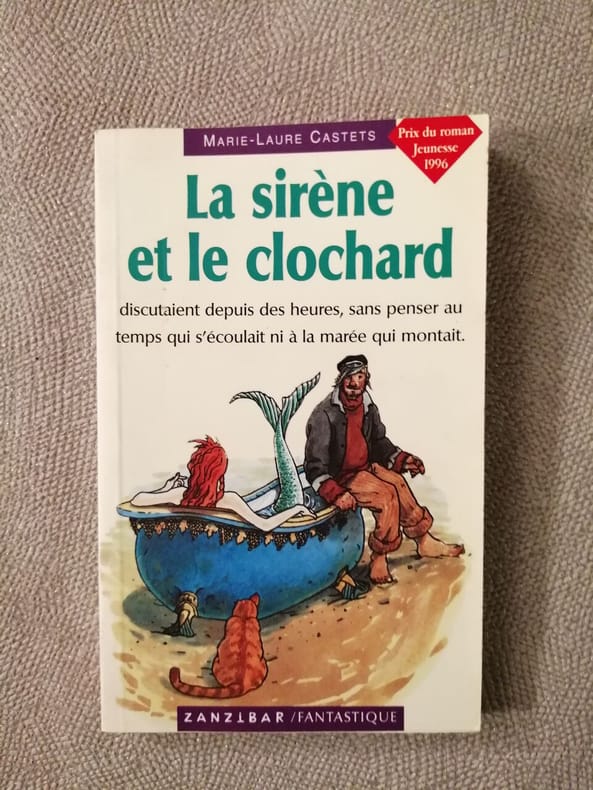 MARIE-LAURE CASTETS
Prix du roman
Jeunesse
1996
La sirène
et le clochard
discutaient depuis des heures, sans penser au
temps qui s'écoulait ni à la marée qui montait.
ZANZIBAR /FANTASTIQUE